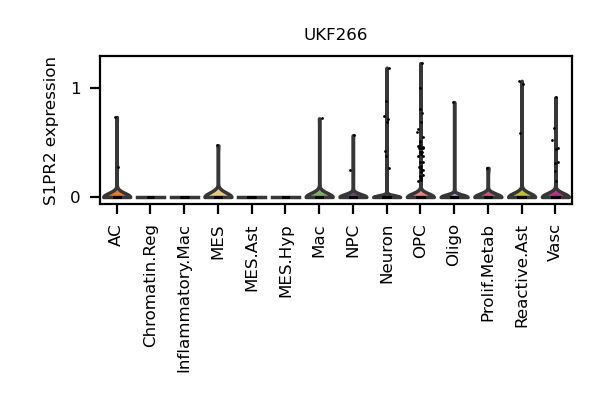 UKF266
S1PR2 expression
1
0
AC
Chromatin.Reg
Inflammatory.Mac
MES
MES.Ast
MES.Hyp
Mac
NPC
Neuron
OPC
Oligo
Prolif.Metab
Reactive.Ast
Vasc